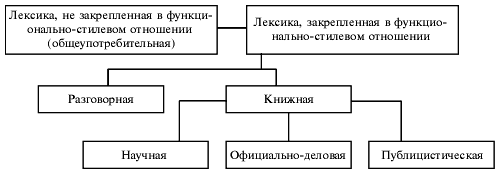 Лексика, не закрепленная в функци-
онально-стилевом отношении
(общеупотребительная)
Лексика, закрепленная в функцио-
нально-стилевом отношении
Разговорная
Книжная
Научная
Официально-деловая
Публицистическая